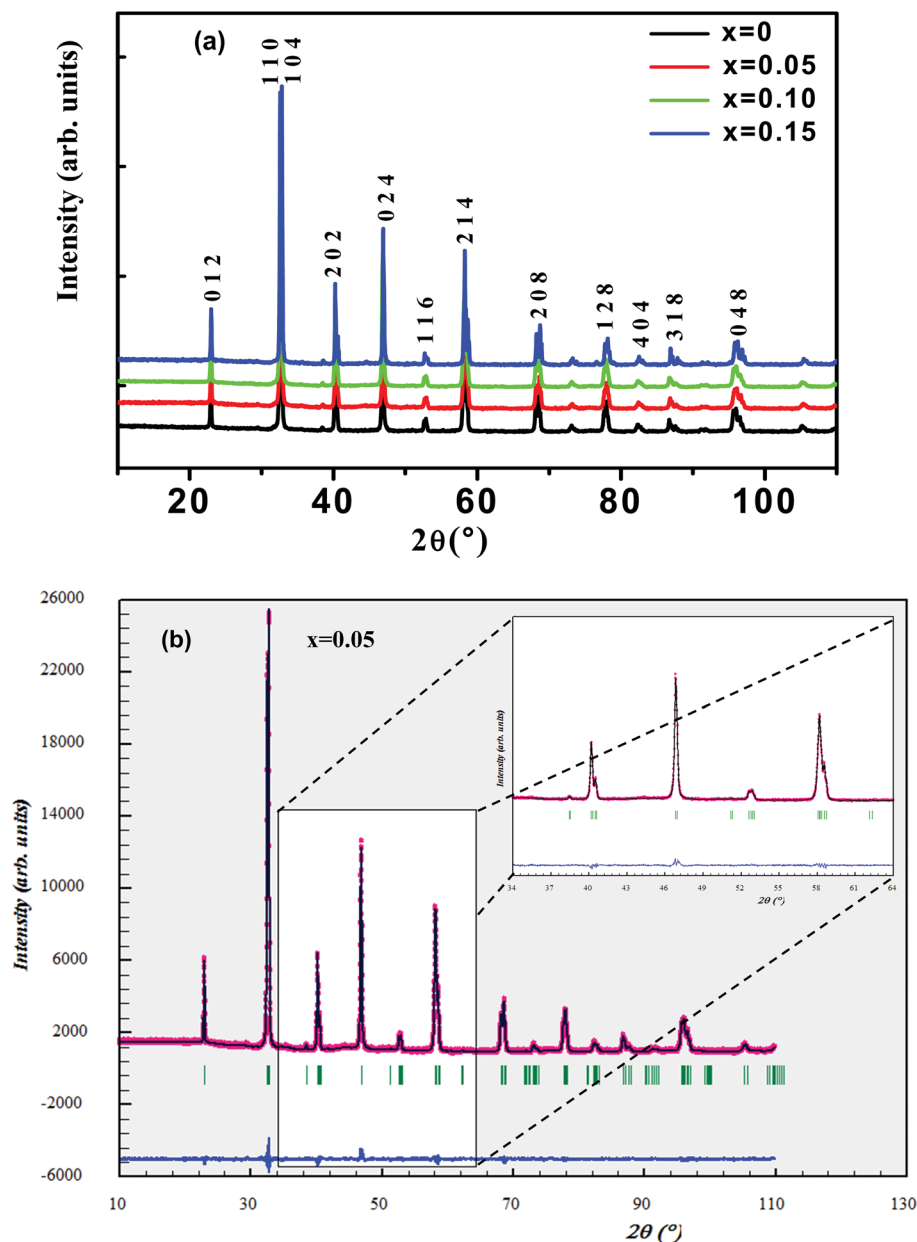 (a)
x=0
x=0.05
x=0.10
x=0.15
Intensity (arb. units)
0 1 2
1 1 0
1 0 4
2 0 2
0 2 4
1 1 6
2 1 4
2 0 8
1 2 8
4 0 4
3 1 8
0 4 8
20 40 60 80 100
2θ(°)
(b)
x=0.05
Intensity (arb. units)
26000
22000
18000
14000
10000
6000
2000
-2000
-6000
10 30 50 70 90 110 130
2θ (°)
Intensity (arb. units)
34 37 40 43 46 49 52 55 58 61 64
2θ (°)